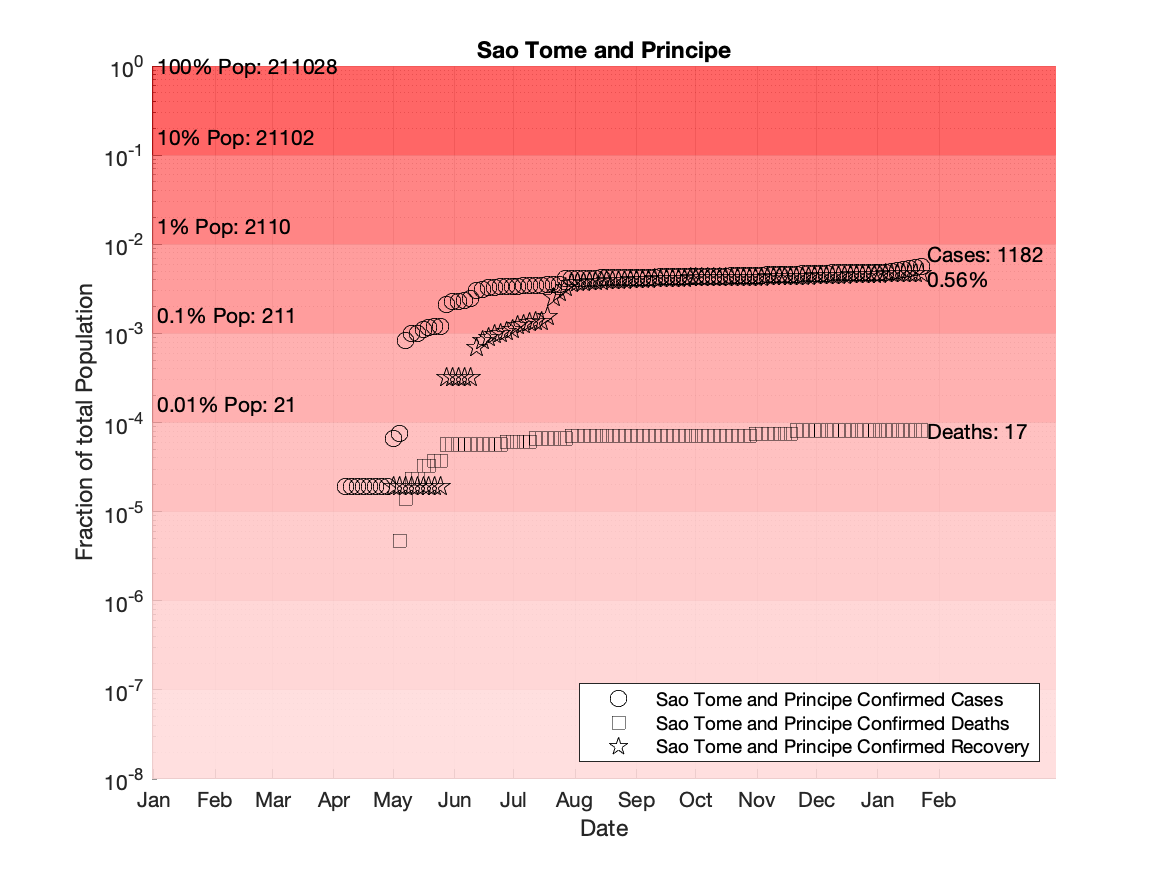 Sao Tome and Principe
Fraction of total Population
10^0
10^-1
10^-2
10^-3
10^-4
10^-5
10^-6
10^-7
10^-8
100% Pop: 211028
10% Pop: 21102
1% Pop: 2110
0.1% Pop: 211
0.01% Pop: 21
Cases: 1182
0.56%
Deaths: 17
Sao Tome and Principe Confirmed Cases
Sao Tome and Principe Confirmed Deaths
Sao Tome and Principe Confirmed Recovery
Jan Feb Mar Apr May Jun Jul Aug Sep Oct Nov Dec Jan Feb
Date